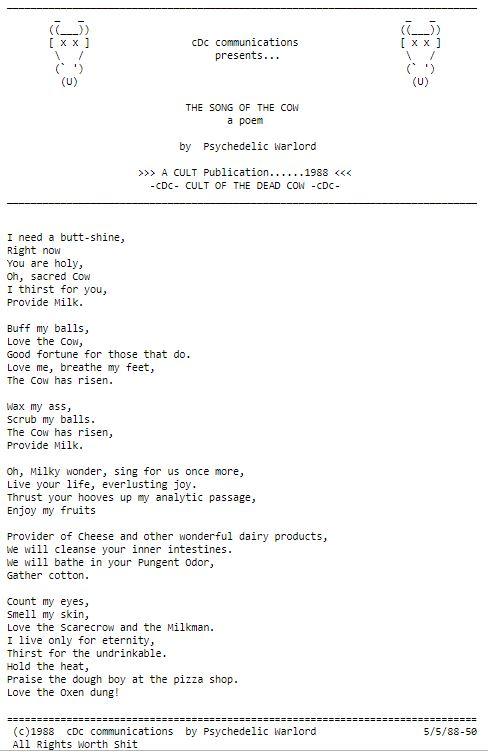 cDc communications
presents...
THE SONG OF THE COW
a poem
by Psychedelic Warlord
>>> A CULT Publication......1988 <<<
-cDc- CULT OF THE DEAD COW -cDc-
I need a butt-shine,
Right now
You are holy,
Oh, sacred Cow
I thirst for you,
Provide Milk.
Buff my balls,
Love the Cow,
Good fortune for those that do.
Love me, breathe my feet,
The Cow has risen.
Wax my ass,
Scrub my balls.
The Cow has risen,
Provide Milk.
Oh, Milky wonder, sing for us once more,
Live your life, everlusting joy.
Thrust your hooves up my analytic passage,
Enjoy my fruits
Provider of Cheese and other wonderful dairy products,
We will cleanse your inner intestines.
We will bathe in your Pungent Odor,
Gather cotton.
Count my eyes,
Smell my skin,
Love the Scarecrow and the Milkman.
I live only for eternity,
Thirst for the undrinkable.
Hold the heat,
Praise the dough boy at the pizza shop.
Love the Oxen dung!
(c)1988 cDc communications by Psychedelic Warlord 5/5/88-50
All Rights Worth Shit